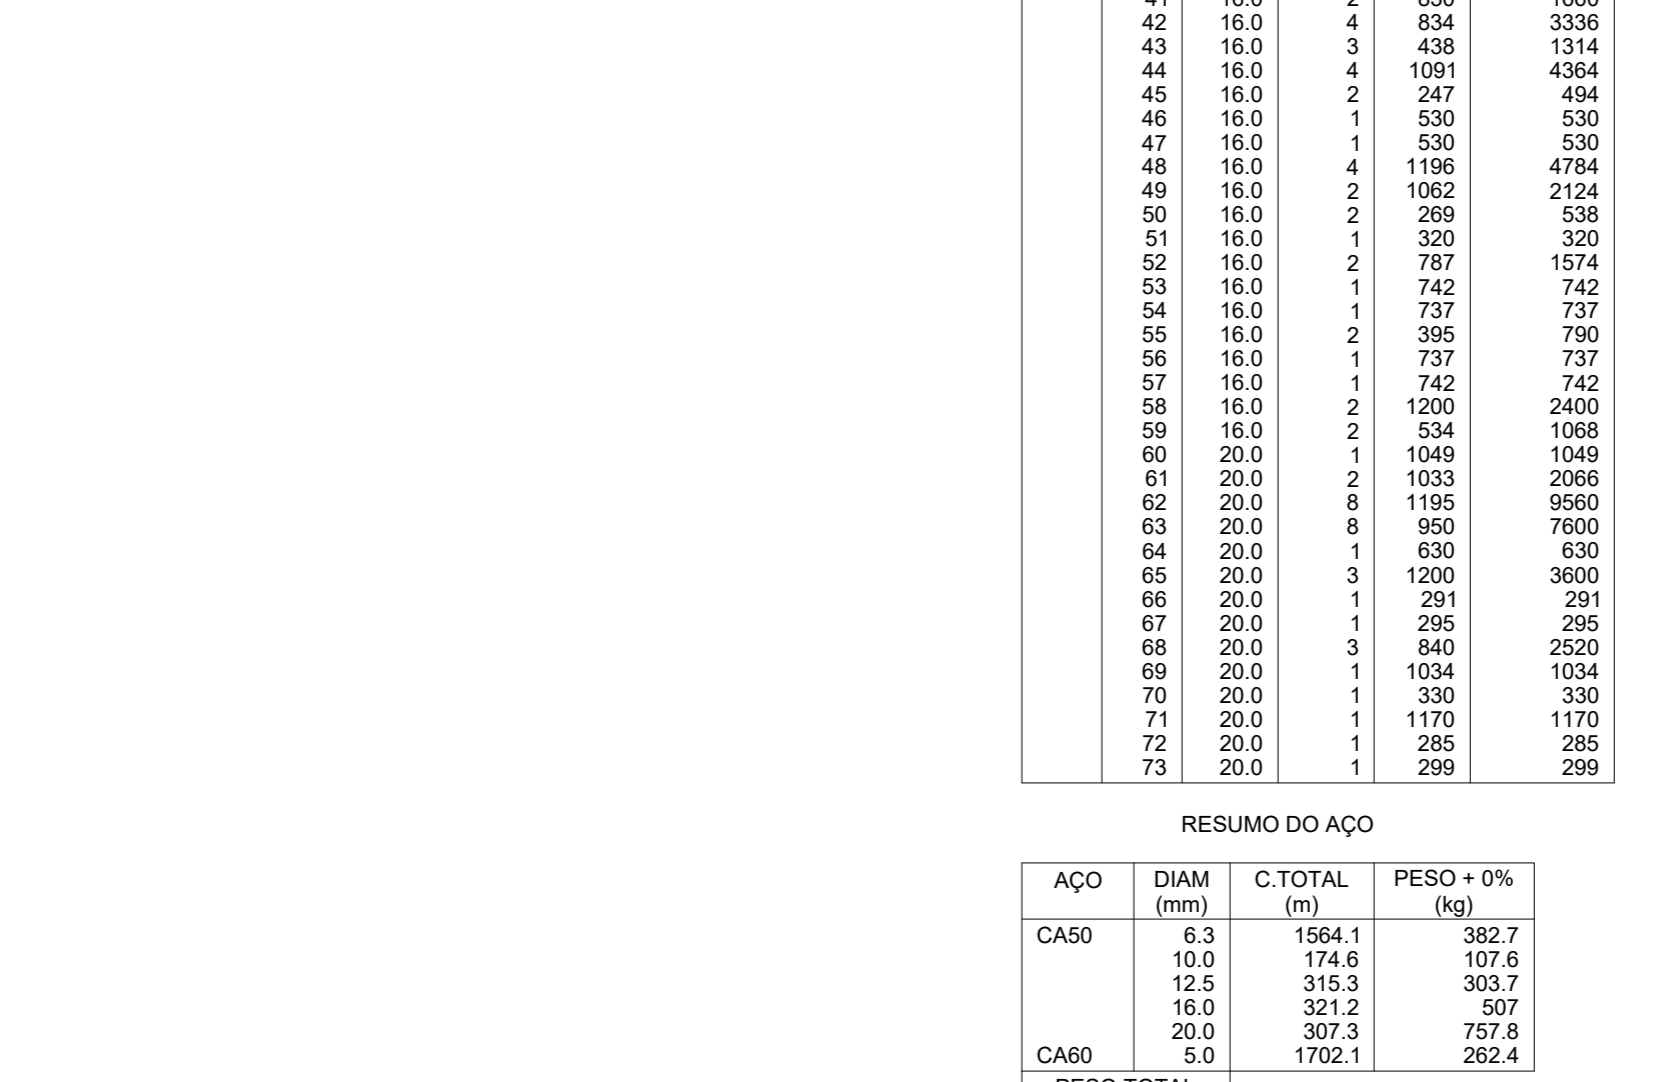 42 16.0 4 834 3336
43 16.0 3 438 1314
44 16.0 4 1091 4364
45 16.0 2 247 494
46 16.0 1 530 530
47 16.0 1 530 530
48 16.0 4 1196 4784
49 16.0 2 1062 2124
50 16.0 2 269 538
51 16.0 1 320 320
52 16.0 2 787 1574
53 16.0 1 742 742
54 16.0 1 737 737
55 16.0 2 395 790
56 16.0 1 737 737
57 16.0 1 742 742
58 16.0 2 1200 2400
59 16.0 2 534 1068
60 20.0 1 1049 1049
61 20.0 2 1033 2066
62 20.0 8 1195 9560
63 20.0 8 950 7600
64 20.0 1 630 630
65 20.0 3 1200 3600
66 20.0 1 291 291
67 20.0 1 295 295
68 20.0 3 840 2520
69 20.0 1 1034 1034
70 20.0 1 330 330
71 20.0 1 1170 1170
72 20.0 1 285 285
73 20.0 1 299 299
RESUMO DO AÇO
AÇO DIAM C.TOTAL PESO + 0%
(mm) (m) (kg)
CA50 6.3 1564.1 382.7
10.0 174.6 107.6
12.5 315.3 303.7
16.0 321.2 507
20.0 307.3 757.8
CA60 5.0 1702.1 262.4
PESO TOTAL